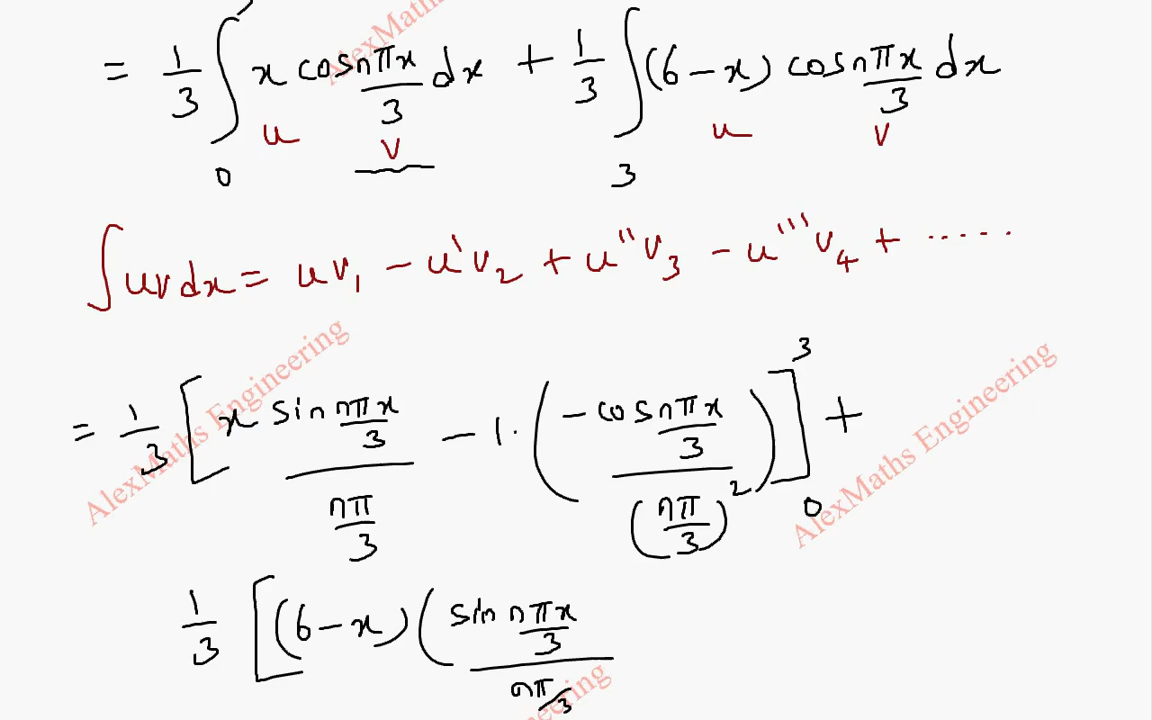 = 1/3 ∫₀ x cos nπx/3 dx + 1/3 ∫₃ (6−x) cos nπx/3 dx
u v u v
∫uvdx = uv₁ − u'v₂ + u''v₃ − u'''v₄ + .....
= 1/3 [x sin nπx/3 / nπ/3 − 1·(−cos nπx/3 / (nπ/3)²)]₀³ +
1/3 [(6−x)(sin nπx/3 / nπ/3
AlexMaths Engineering
AlexMaths Engineering
AlexMaths Engineering